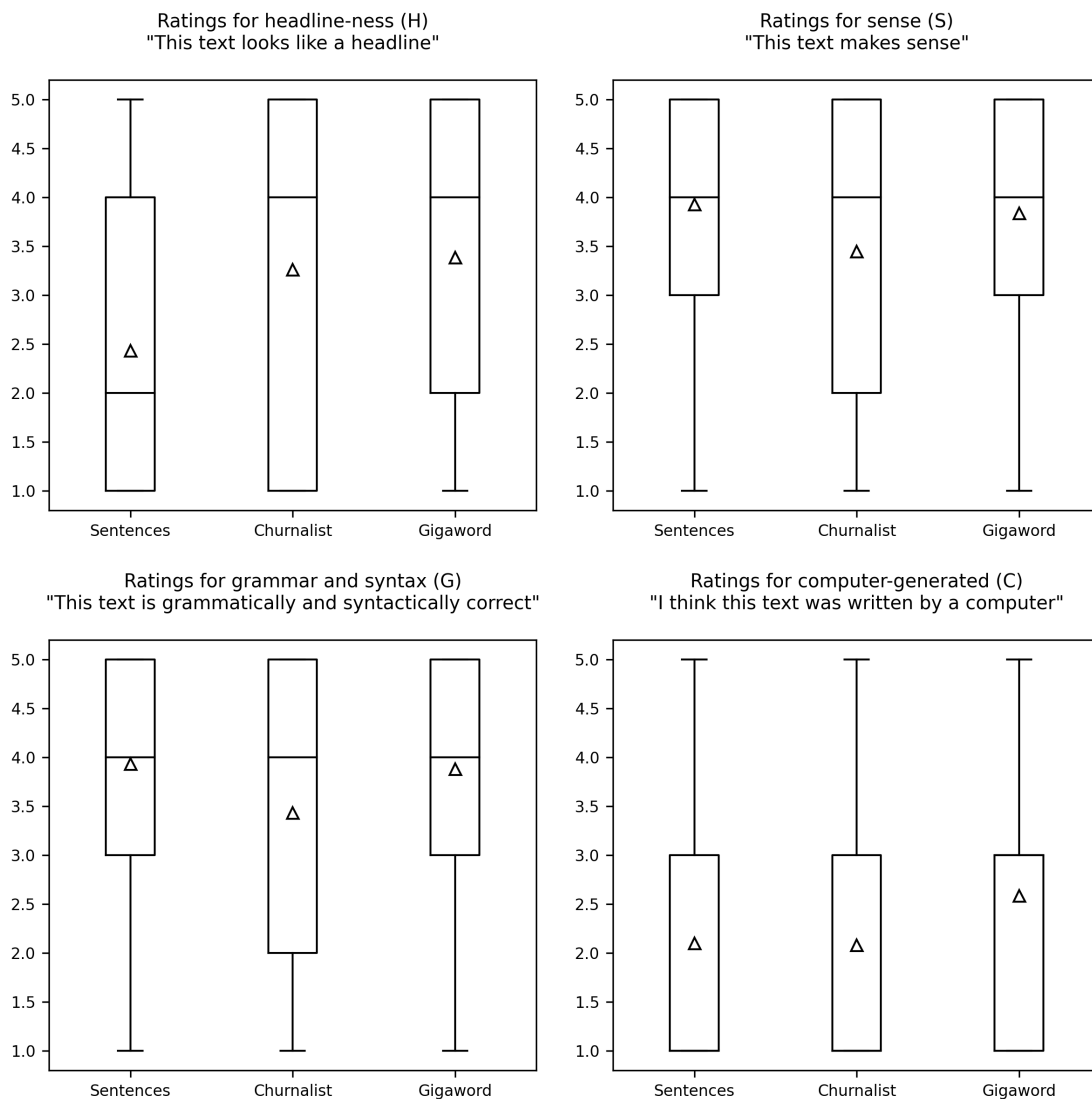 Ratings for headline-ness (H)
"This text looks like a headline"
5.0
4.5
4.0
3.5
3.0
2.5
2.0
1.5
1.0
Sentences
Churnalist
Gigaword
Ratings for sense (S)
"This text makes sense"
5.0
4.5
4.0
3.5
3.0
2.5
2.0
1.5
1.0
Sentences
Churnalist
Gigaword
Ratings for grammar and syntax (G)
"This text is grammatically and syntactically correct"
5.0
4.5
4.0
3.5
3.0
2.5
2.0
1.5
1.0
Sentences
Churnalist
Gigaword
Ratings for computer-generated (C)
"I think this text was written by a computer"
5.0
4.5
4.0
3.5
3.0
2.5
2.0
1.5
1.0
Sentences
Churnalist
Gigaword